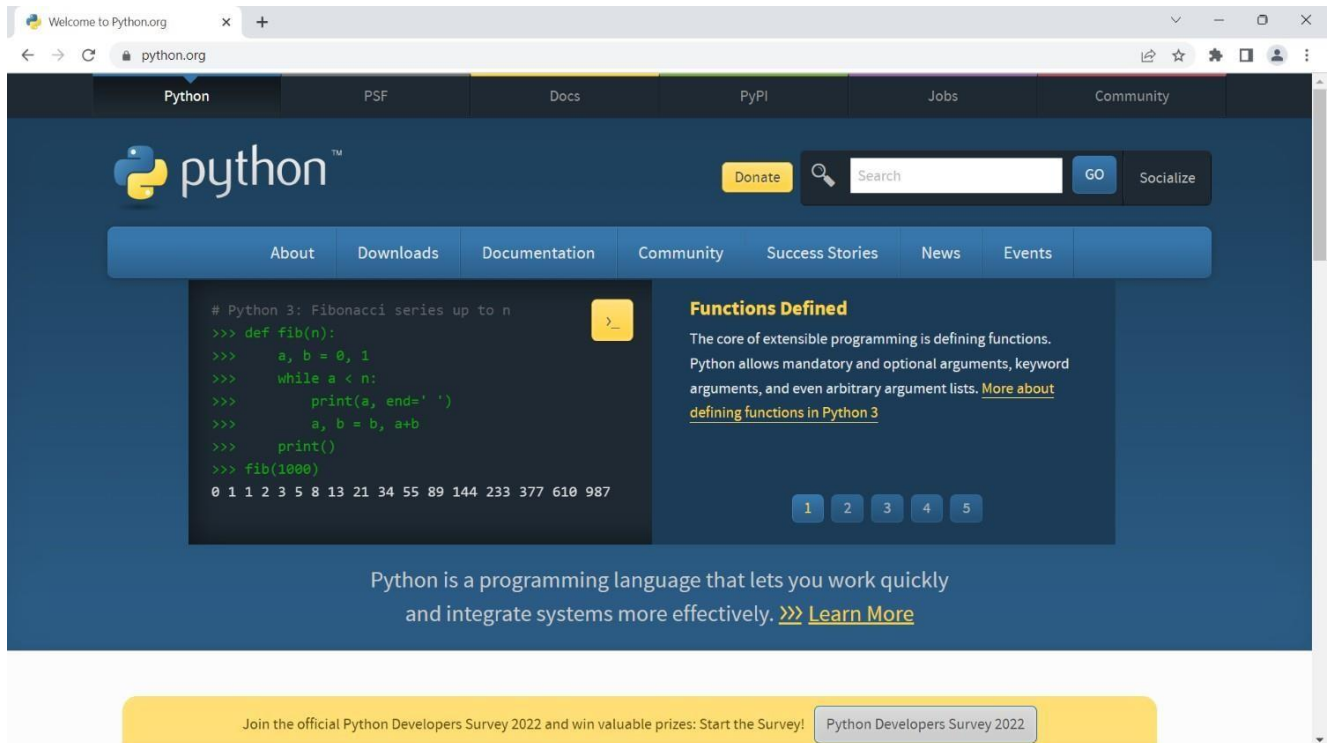 Welcome to Python.org
python.org
Python PSF Docs PyPI Jobs Community
python™
Donate Search GO Socialize
About Downloads Documentation Community Success Stories News Events
# Python 3: Fibonacci series up to n
>>> def fib(n):
>>>     a, b = 0, 1
>>>     while a < n:
>>>         print(a, end=' ')
>>>         a, b = b, a+b
>>>     print()
>>> fib(1000)
0 1 1 2 3 5 8 13 21 34 55 89 144 233 377 610 987
>_
Functions Defined
The core of extensible programming is defining functions.
Python allows mandatory and optional arguments, keyword
arguments, and even arbitrary argument lists. More about
defining functions in Python 3
1 2 3 4 5
Python is a programming language that lets you work quickly
and integrate systems more effectively. >>> Learn More
Join the official Python Developers Survey 2022 and win valuable prizes: Start the Survey! Python Developers Survey 2022